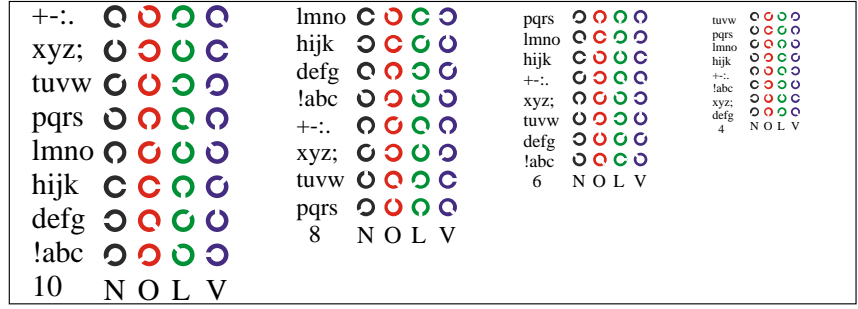 +-:.
xyz;
tuvw
pqrs
lmno
hijk
defg
!abc
10 N O L V
lmno
hijk
defg
!abc
+-:.
xyz;
tuvw
pqrs
8 N O L V
pqrs
lmno
hijk
+-:.
xyz;
tuvw
defg
!abc
6 N O L V
tuvw
pqrs
lmno
hijk
+-:.
!abc
xyz;
defg
4 N O L V